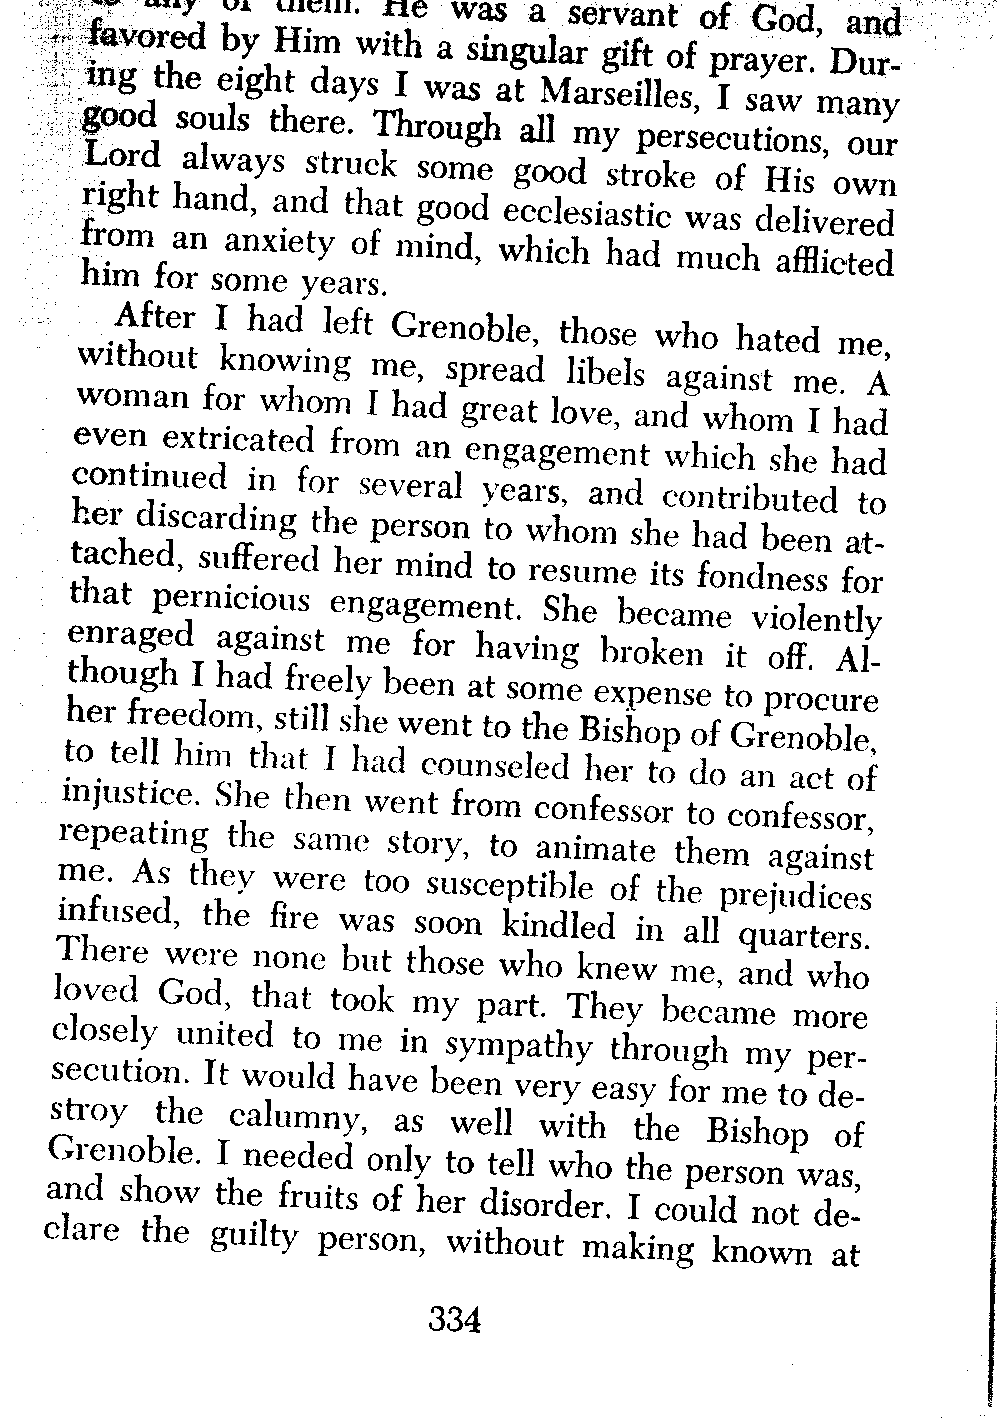 to any of them. He was a servant of God, and
favored by Him with a singular gift of prayer. Dur-
ing the eight days I was at Marseilles, I saw many
good souls there. Through all my persecutions, our
Lord always struck some good stroke of His own
right hand, and that good ecclesiastic was delivered
from an anxiety of mind, which had much afflicted
him for some years.
After I had left Grenoble, those who hated me,
without knowing me, spread libels against me. A
woman for whom I had great love, and whom I had
even extricated from an engagement which she had
continued in for several years, and contributed to
her discarding the person to whom she had been at-
tached, suffered her mind to resume its fondness for
that pernicious engagement. She became violently
enraged against me for having broken it off. Al-
though I had freely been at some expense to procure
her freedom, still she went to the Bishop of Grenoble,
to tell him that I had counseled her to do an act of
injustice. She then went from confessor to confessor,
repeating the same story, to animate them against
me. As they were too susceptible of the prejudices
infused, the fire was soon kindled in all quarters.
There were none but those who knew me, and who
loved God, that took my part. They became more
closely united to me in sympathy through my per-
secution. It would have been very easy for me to de-
stroy the calumny, as well with the Bishop of
Grenoble. I needed only to tell who the person was,
and show the fruits of her disorder. I could not de-
clare the guilty person, without making known at
334